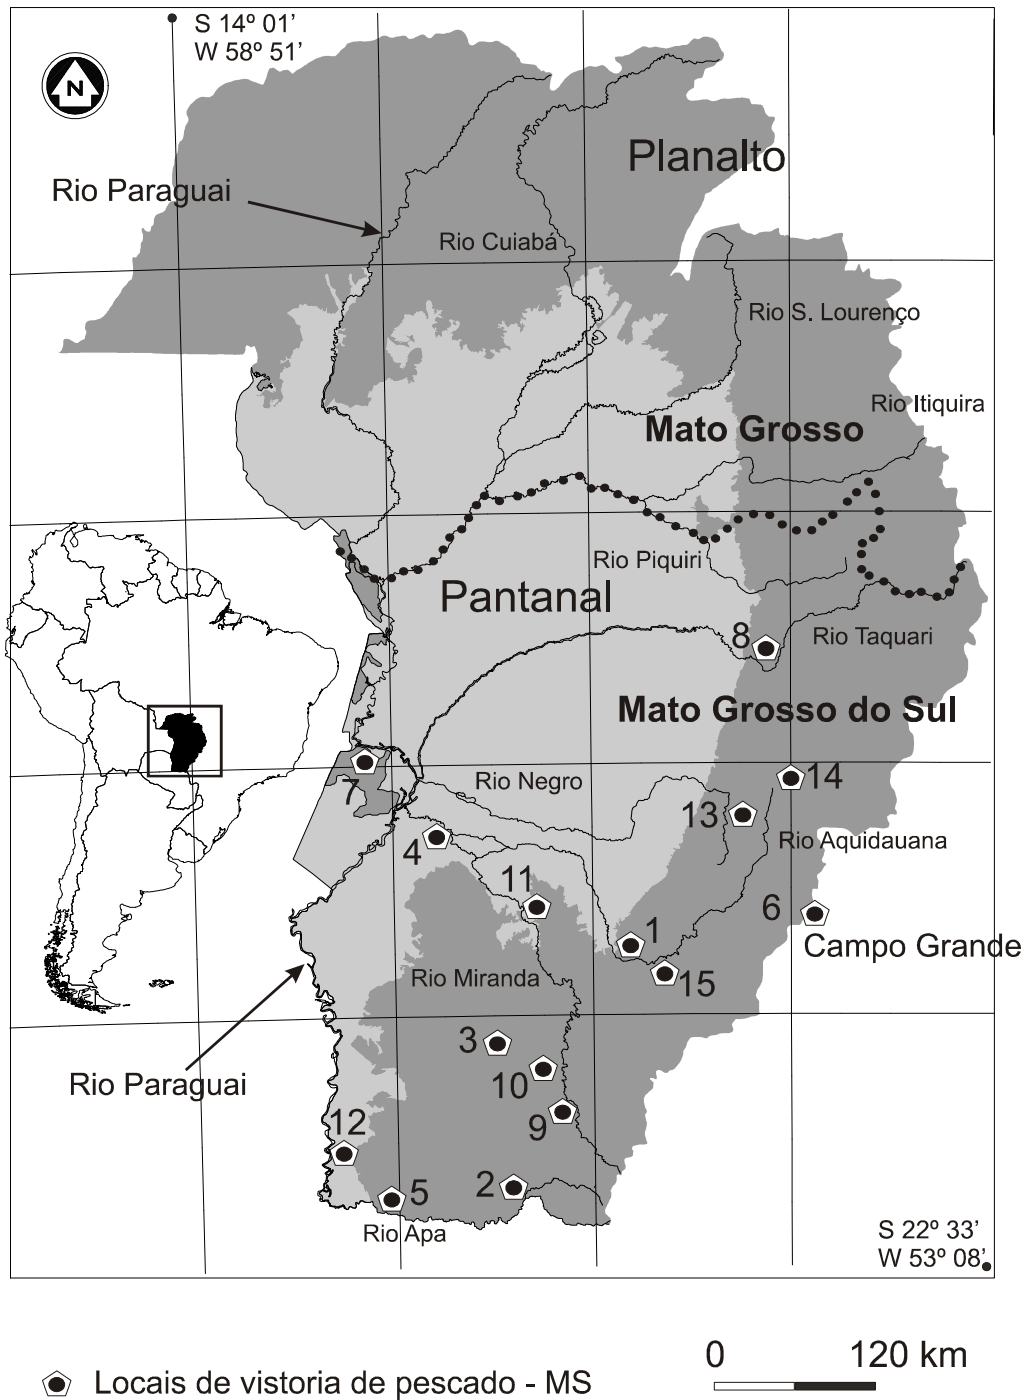 S 14º 01’
W 58º 51’
N
Planalto
Rio Paraguai
Rio Cuiabá
Rio S. Lourenço
Rio Itiquira
Mato Grosso
Rio Piquiri
Pantanal
8
Rio Taquari
Mato Grosso do Sul
7
Rio Negro
14
13
4
Rio Aquidauana
11
6
1
Campo Grande
Rio Miranda
15
3
10
Rio Paraguai
9
12
2
5
Rio Apa
S 22º 33’
W 53º 08’
0 120 km
Locais de vistoria de pescado - MS